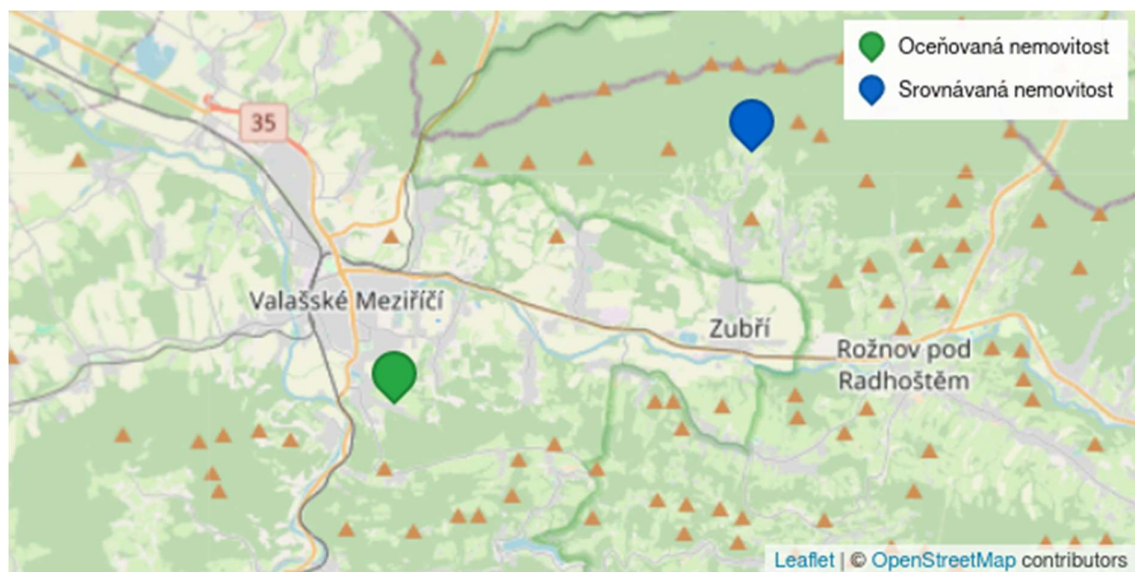 Oceňovaná nemovitost
Srovnávaná nemovitost
35
Valašské Meziříčí
Zubří
Rožnov pod
Radhoštěm
Leaflet | © OpenStreetMap contributors